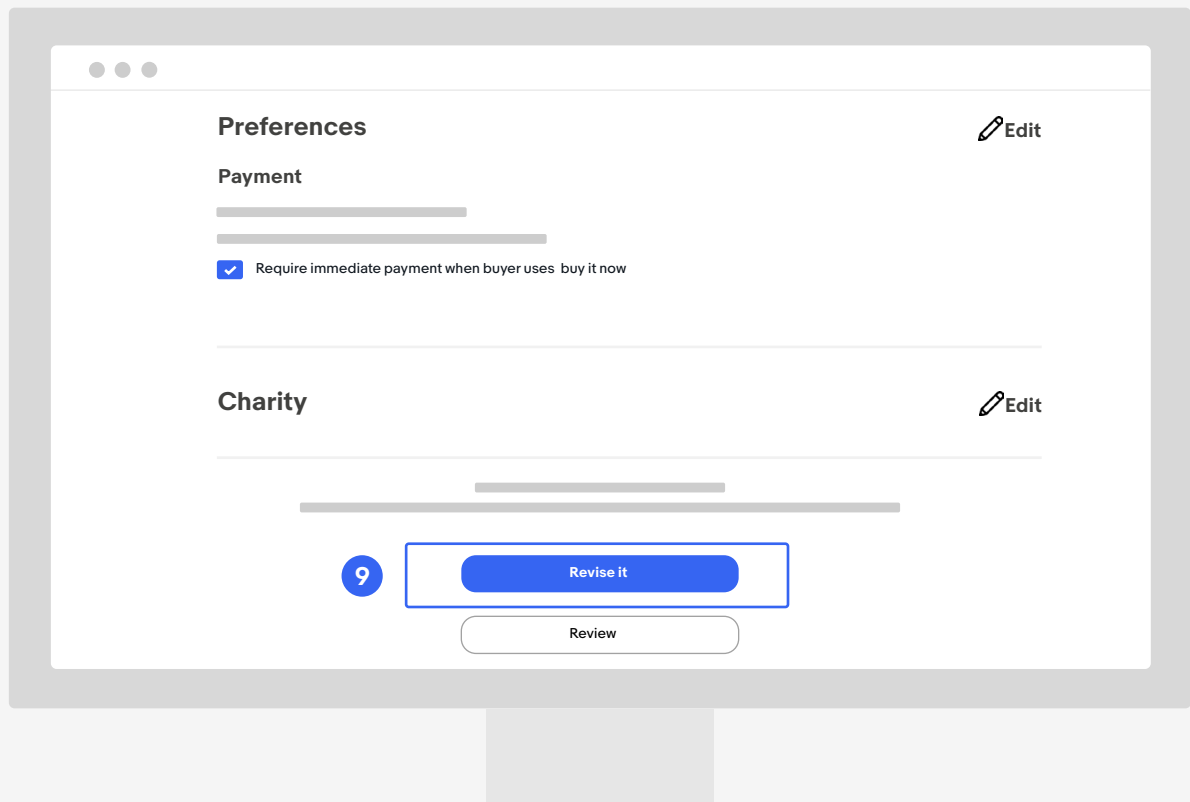 Preferences
Edit
Payment
Require immediate payment when buyer uses  buy it now
Charity
Edit
9
Revise it
Review